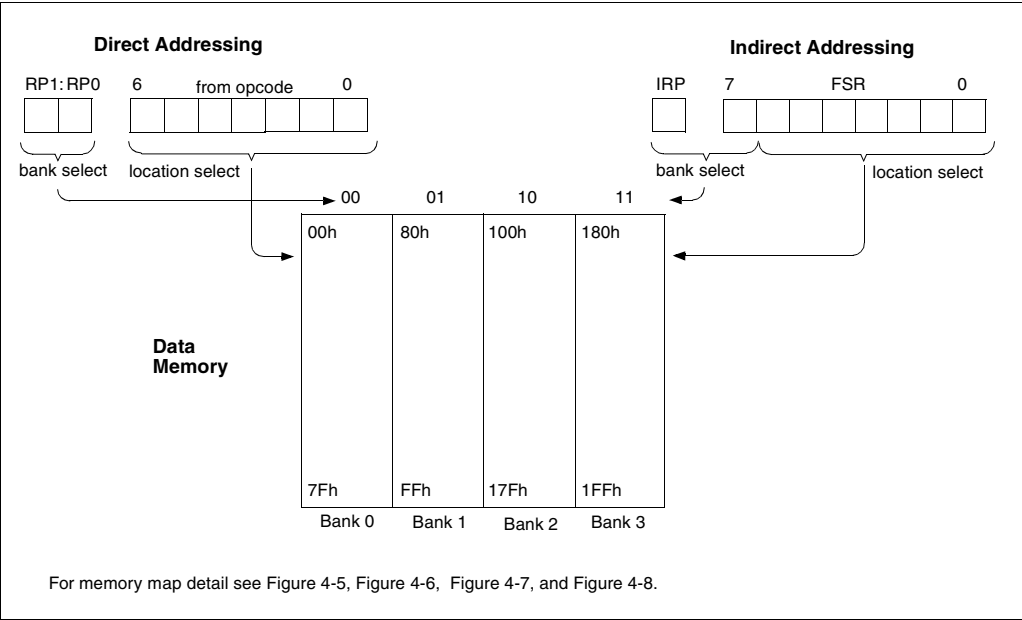 Direct Addressing
Indirect Addressing
RP1: RP0 6 from opcode 0
IRP 7 FSR 0
bank select location select
bank select location select
00 01 10 11
00h 80h 100h 180h
Data
Memory
7Fh FFh 17Fh 1FFh
Bank 0 Bank 1 Bank 2 Bank 3
For memory map detail see Figure 4-5, Figure 4-6, Figure 4-7, and Figure 4-8.